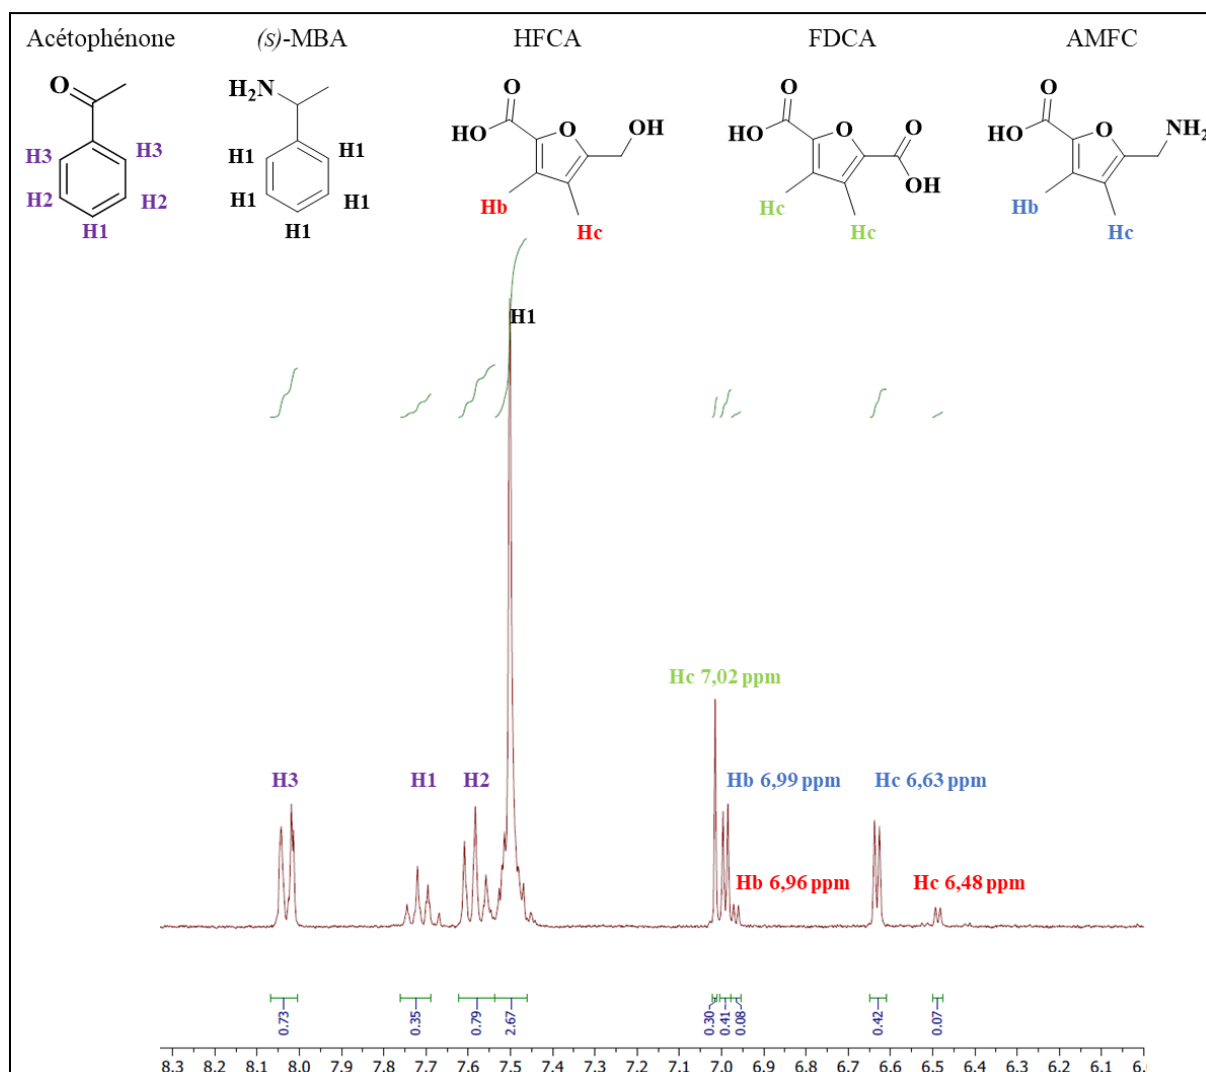 Acétophénone (s)-MBA HFCA FDCA AMFC
O
H3 H3
H2 H2
H1
H2N
H1 H1
H1 H1
H1
O
HO O OH
Hb
Hc
O
HO O O
OH
Hc
Hc
O
HO O NH2
Hb
Hc
H1
Hc 7,02 ppm
H3 H1 H2 Hb 6,99 ppm Hc 6,63 ppm
Hb 6,96 ppm Hc 6,48 ppm
0.73 0.35 0.79 2.67 0.30 0.41 0.08 0.42 0.07
8.3 8.2 8.1 8.0 7.9 7.8 7.7 7.6 7.5 7.4 7.3 7.2 7.1 7.0 6.9 6.8 6.7 6.6 6.5 6.4 6.3 6.2 6.1